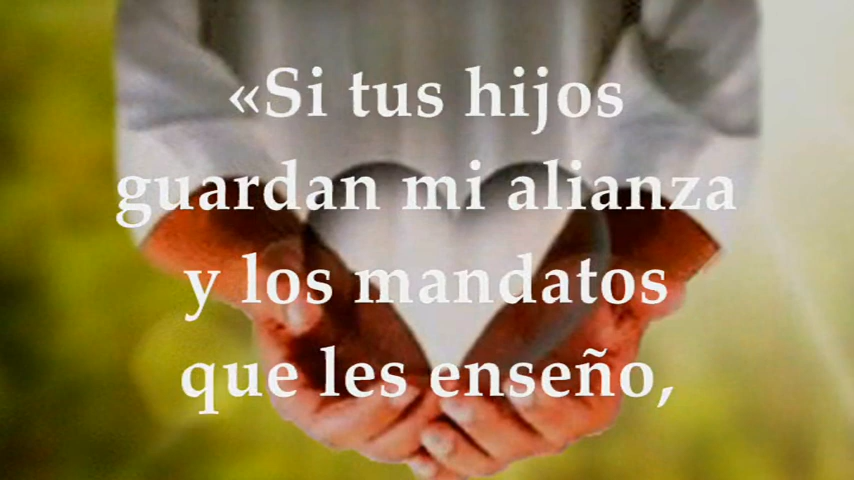 «Si tus hijos
guardan mi alianza
y los mandatos
que les enseño,